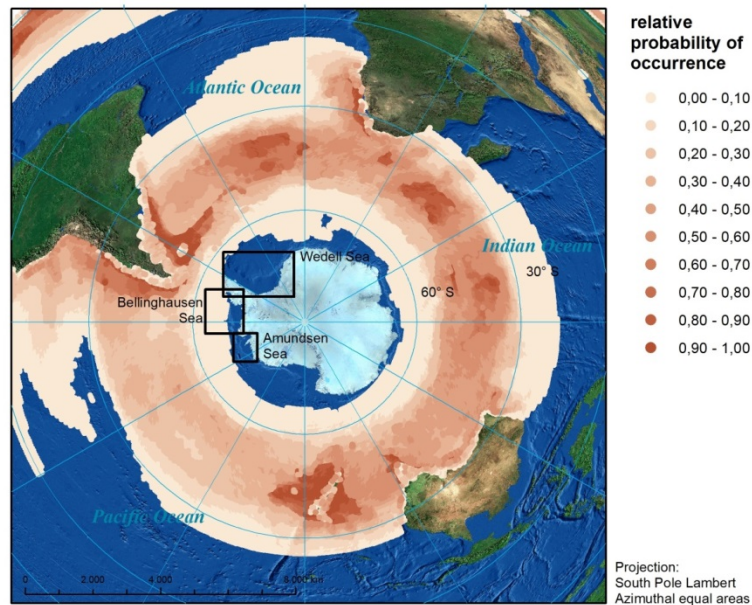 relative
probability of
occurrence
0,00 - 0,10
0,10 - 0,20
0,20 - 0,30
0,30 - 0,40
0,40 - 0,50
0,50 - 0,60
0,60 - 0,70
0,70 - 0,80
0,80 - 0,90
0,90 - 1,00
Atlantic Ocean
Indian Ocean
Wedell Sea
30° S
60° S
Bellinghausen
Sea
Amundsen
Sea
Pacific Ocean
0 2.000 4.000 8.000 km
Projection:
South Pole Lambert
Azimuthal equal areas